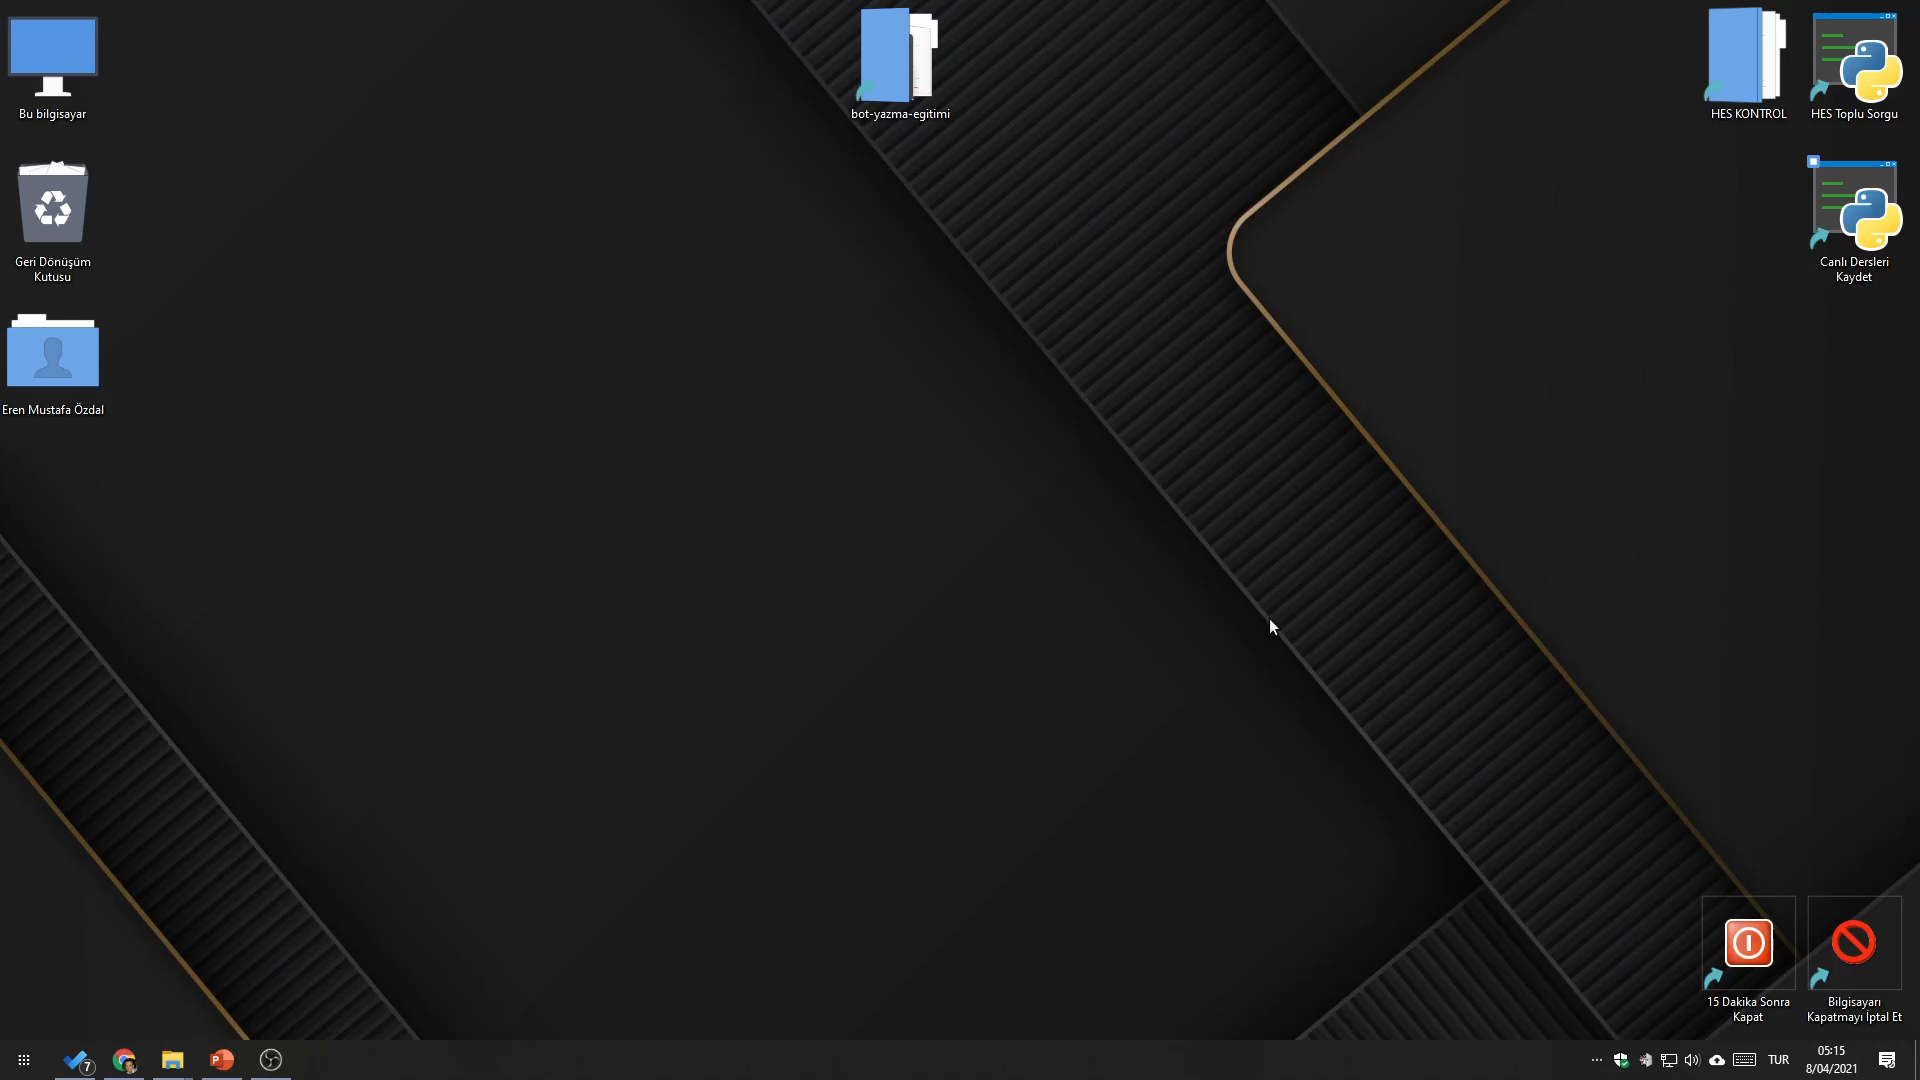 Bu bilgisayar
bot-yazma-egitimi
HES KONTROL
HES Toplu Sorgu
Geri Dönüşüm
Kutusu
Canlı Dersleri
Kaydet
Eren Mustafa Özdal
15 Dakika Sonra
Kapat
Bilgisayarı
Kapatmayı İptal Et
7
P
TUR
05:15
8/04/2021